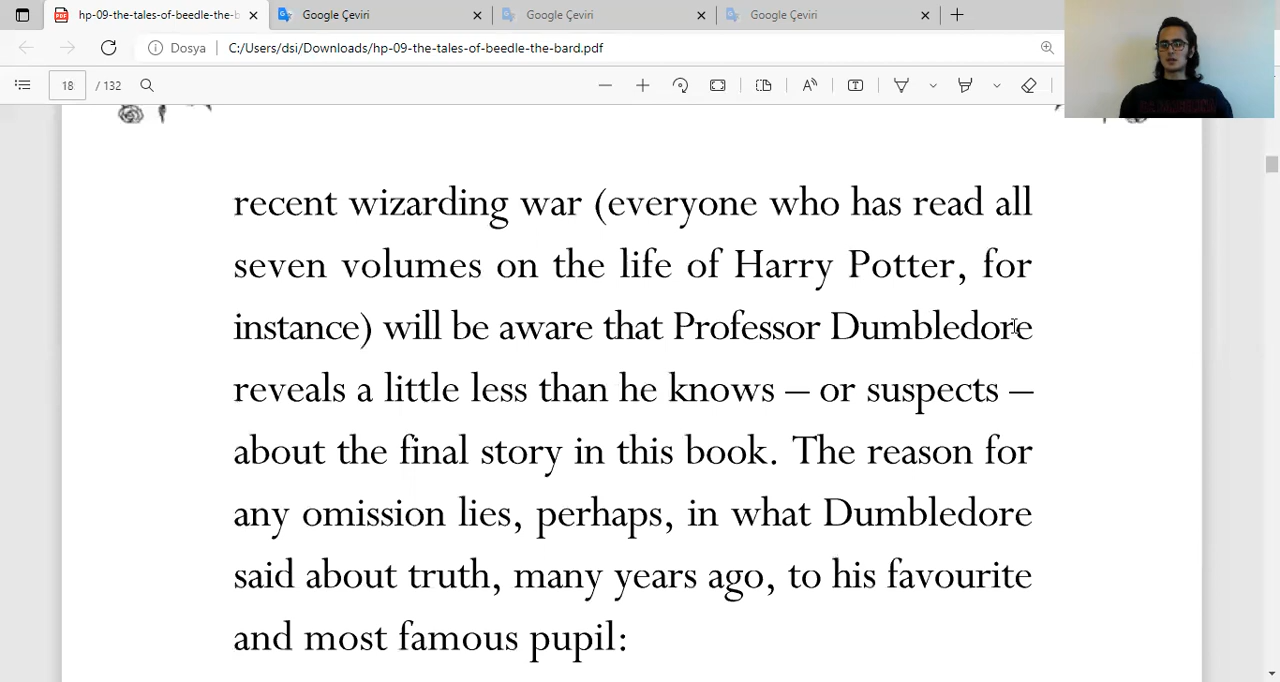 hp-09-the-tales-of-beedle-the-b
Google Çeviri
Google Çeviri
Google Çeviri
Dosya
C:/Users/dsi/Downloads/hp-09-the-tales-of-beedle-the-bard.pdf
18 / 132
recent wizarding war (everyone who has read all
seven volumes on the life of Harry Potter, for
instance) will be aware that Professor Dumbledore
reveals a little less than he knows – or suspects –
about the final story in this book. The reason for
any omission lies, perhaps, in what Dumbledore
said about truth, many years ago, to his favourite
and most famous pupil: